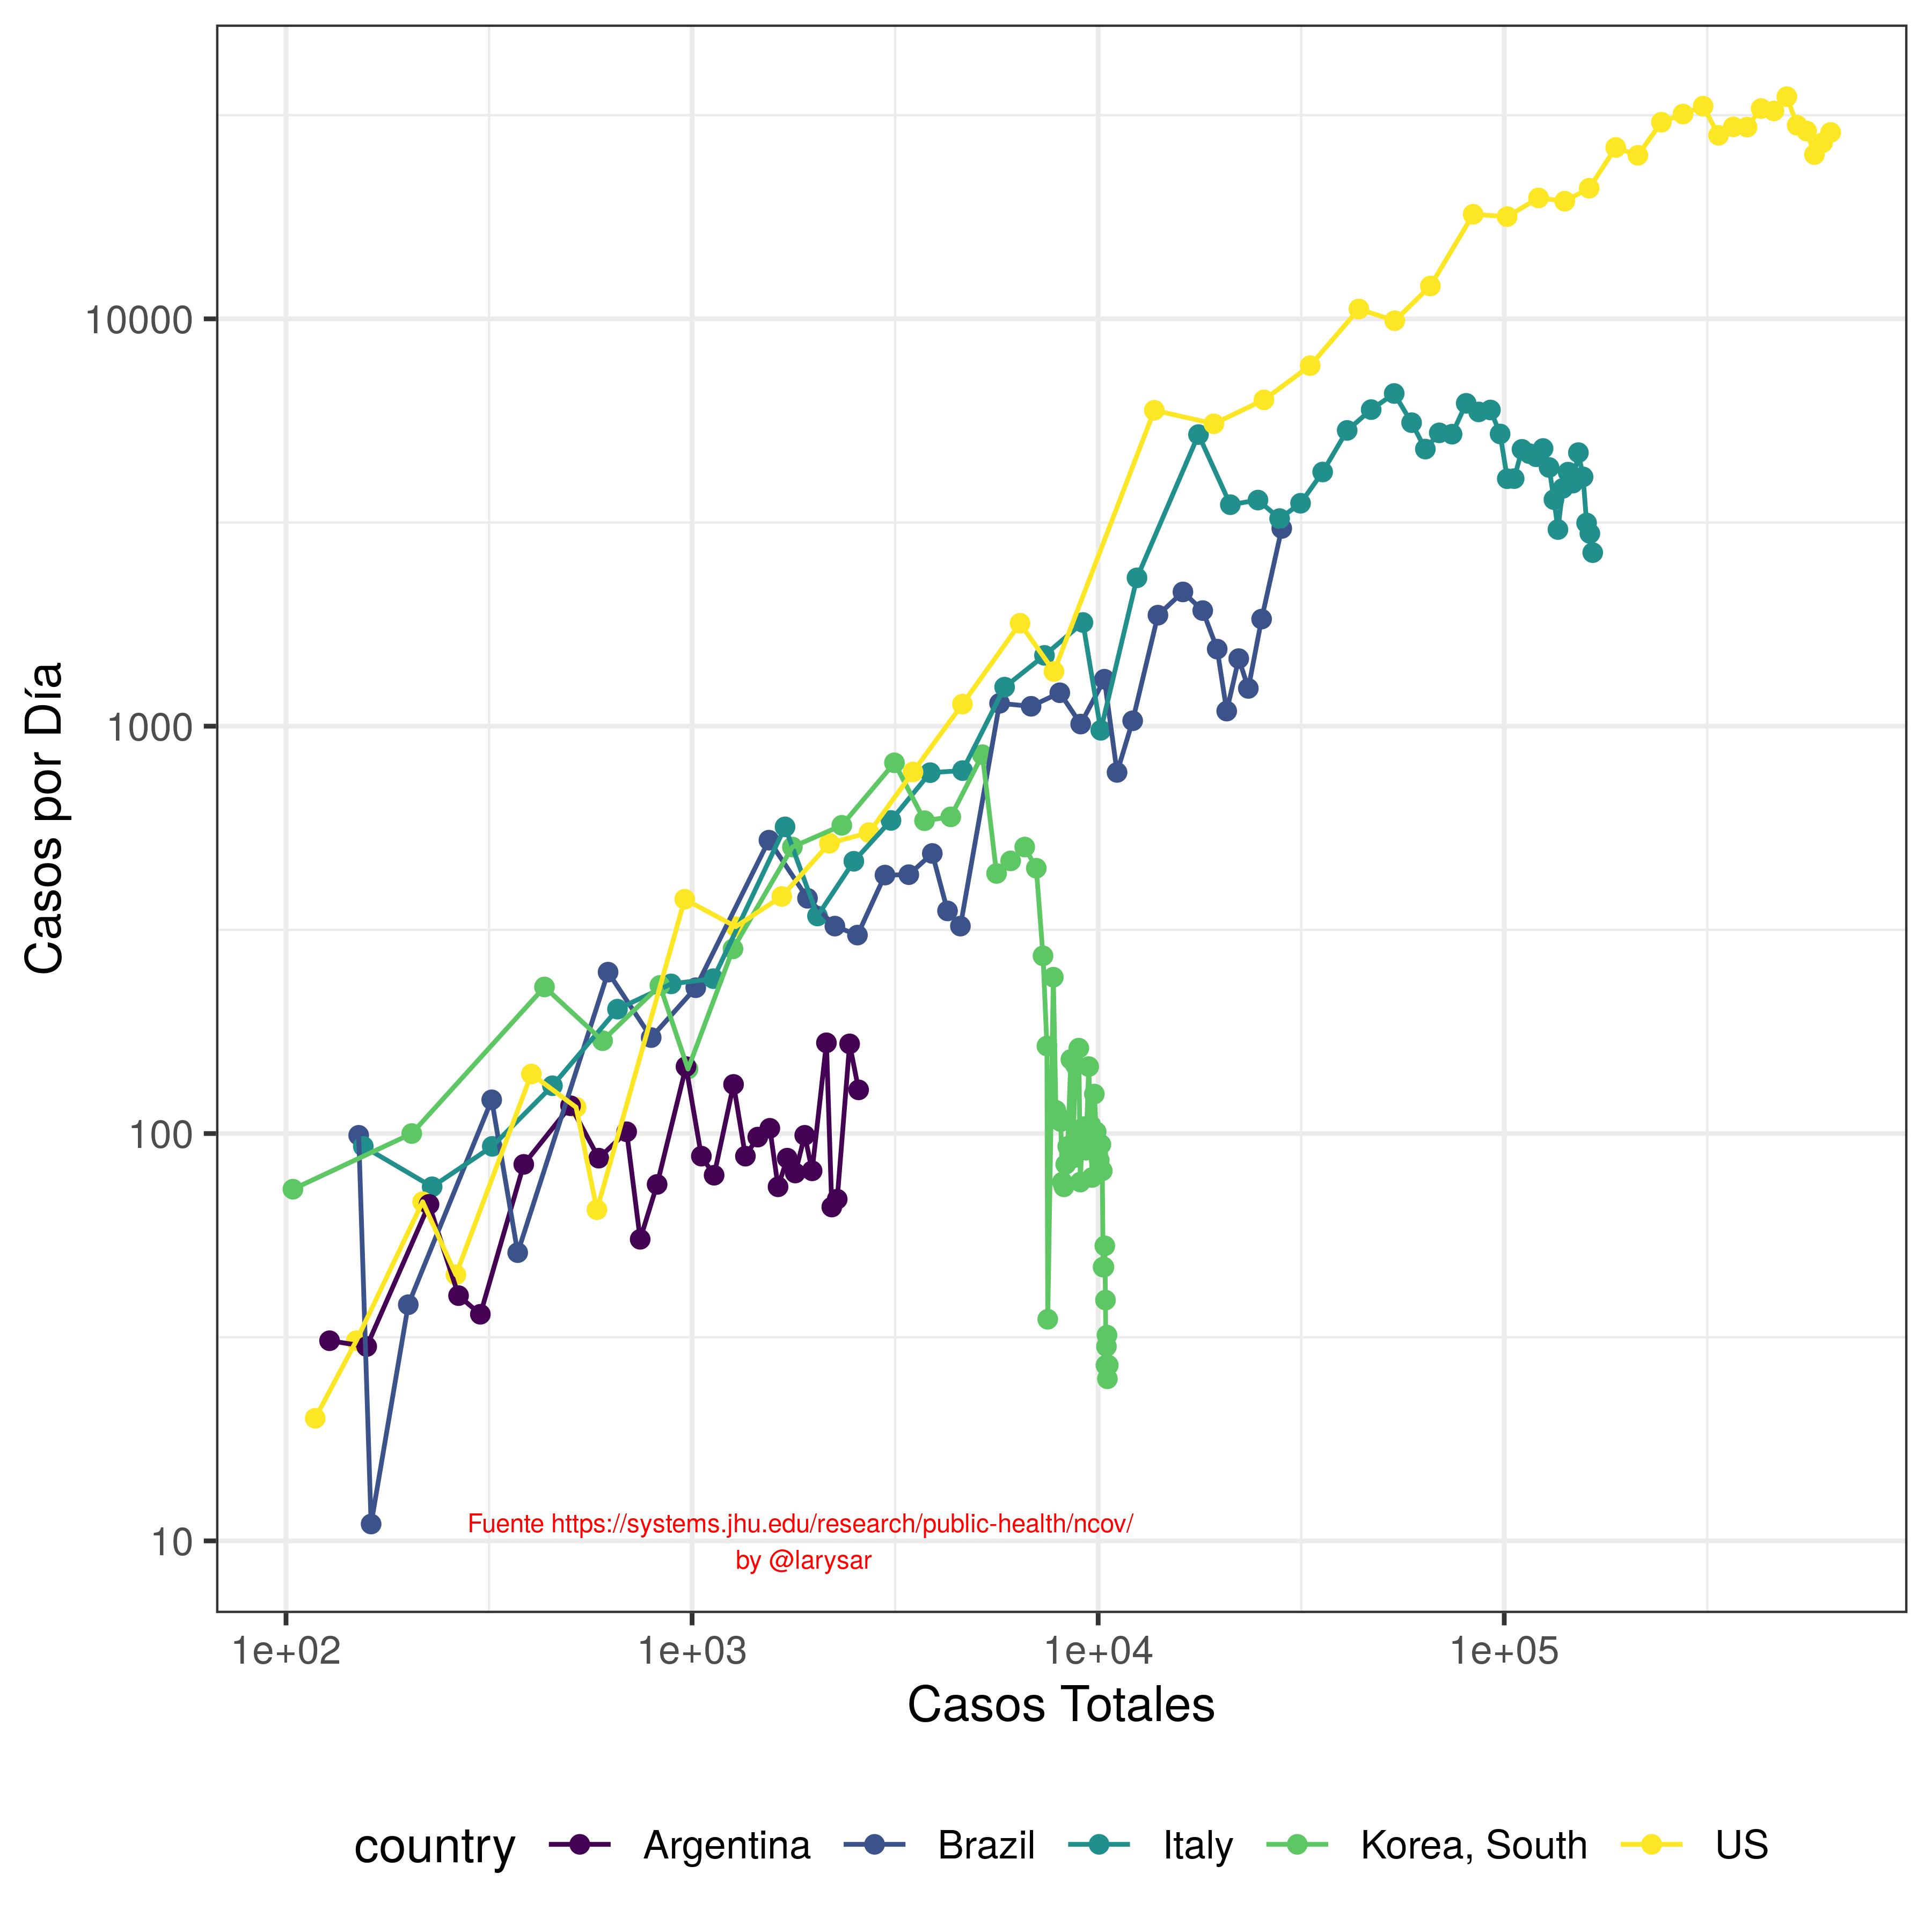 Casos por Día
10000
1000
100
10
Fuente https://systems.jhu.edu/research/public-health/ncov/
by @larysar
1e+02 1e+03 1e+04 1e+05
Casos Totales
country Argentina Brazil Italy Korea, South US